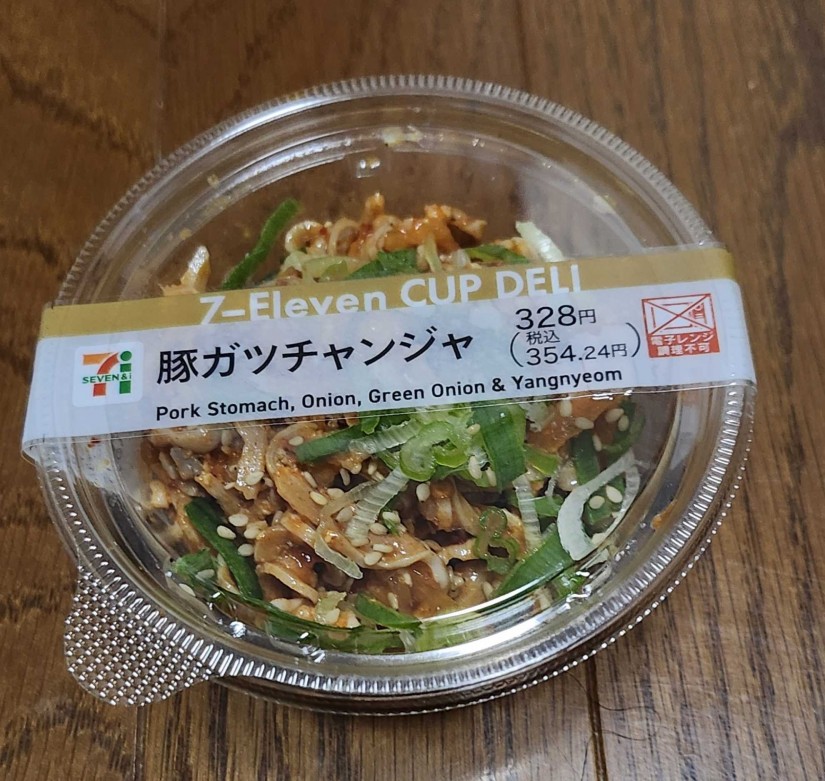 7-Eleven CUP DELI
SEVEN&i
豚ガツチャンジャ
328円
(税込
354.24円)
Pork Stomach, Onion, Green Onion & Yangnyeom
電子レンジ
調理不可